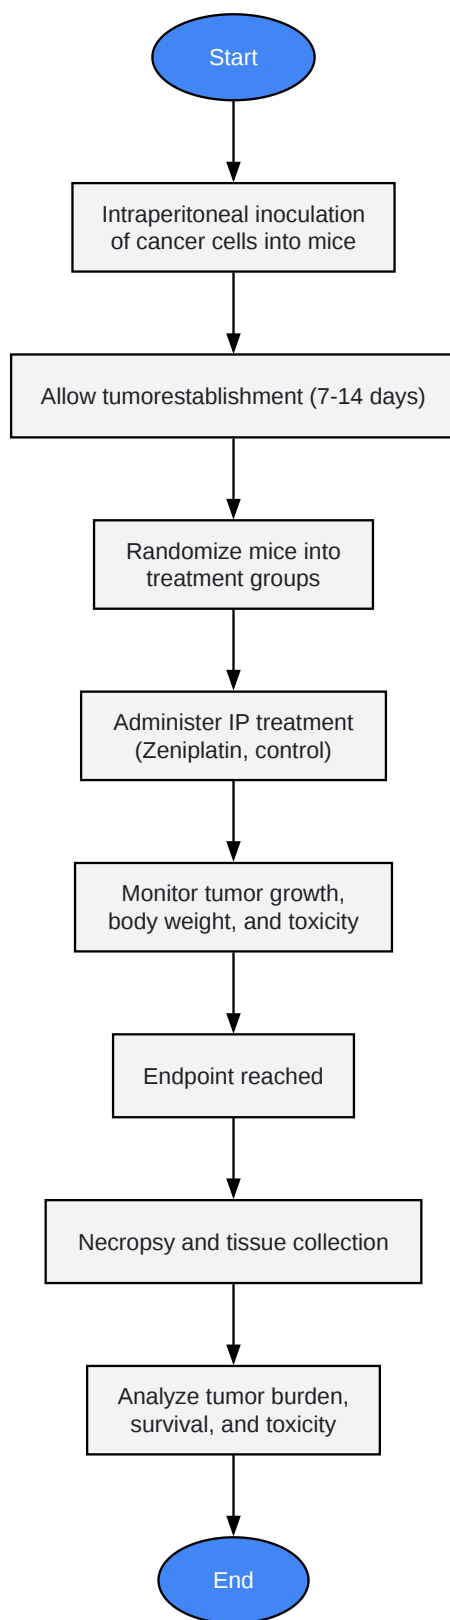 Start
Intraperitoneal inoculation
of cancer cells into mice
Allow tumorestablishment (7-14 days)
Randomize mice into
treatment groups
Administer IP treatment
(Zeniplatin, control)
Monitor tumor growth,
body weight, and toxicity
Endpoint reached
Necropsy and tissue collection
Analyze tumor burden,
survival, and toxicity
End